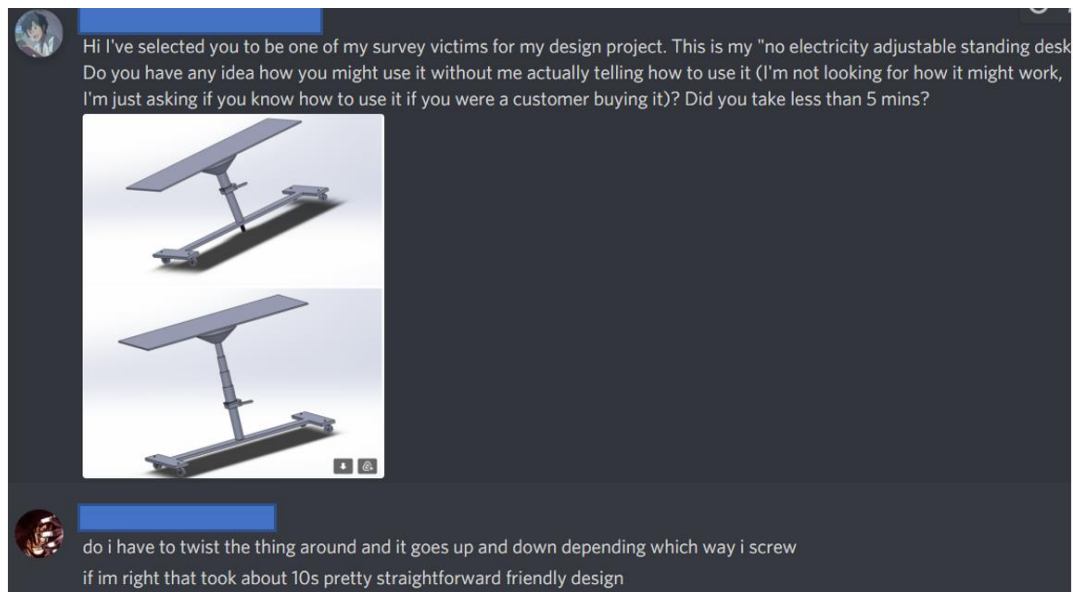 Hi I've selected you to be one of my survey victims for my design project. This is my "no electricity adjustable standing desk
Do you have any idea how you might use it without me actually telling how to use it (I'm not looking for how it might work,
I'm just asking if you know how to use it if you were a customer buying it)? Did you take less than 5 mins?
do i have to twist the thing around and it goes up and down depending which way i screw
if im right that took about 10s pretty straightforward friendly design